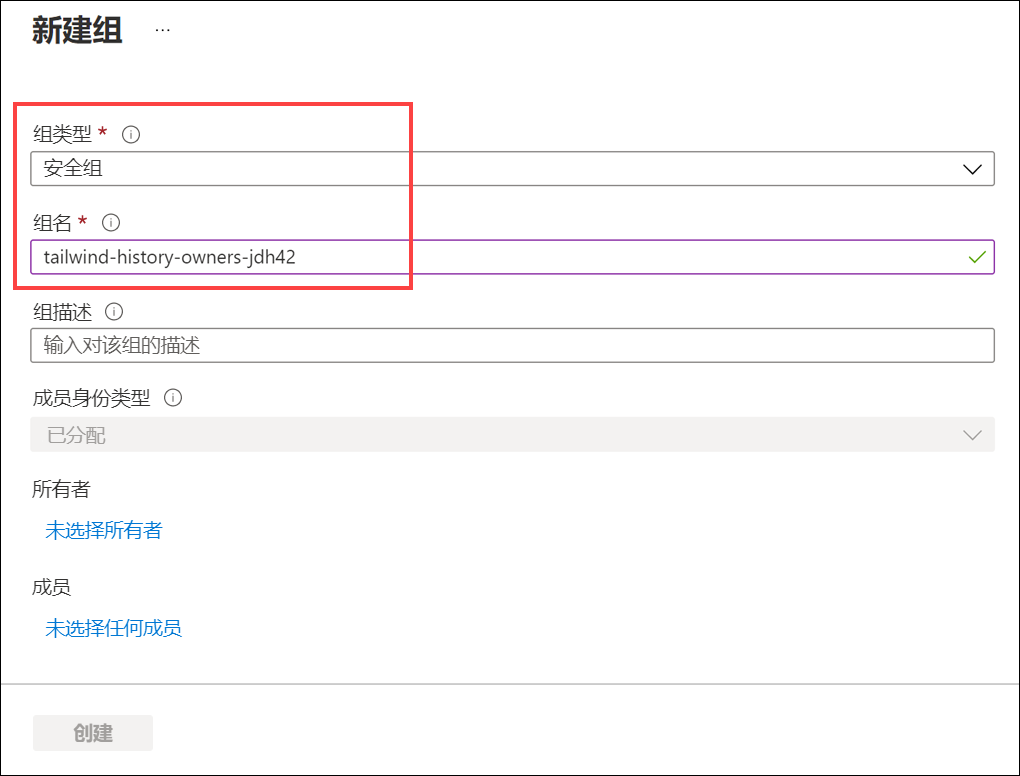 新建组 ...
组类型 *
安全组
组名 *
tailwind-history-owners-jdh42
组描述
输入对该组的描述
成员身份类型
已分配
所有者
未选择所有者
成员
未选择任何成员
创建